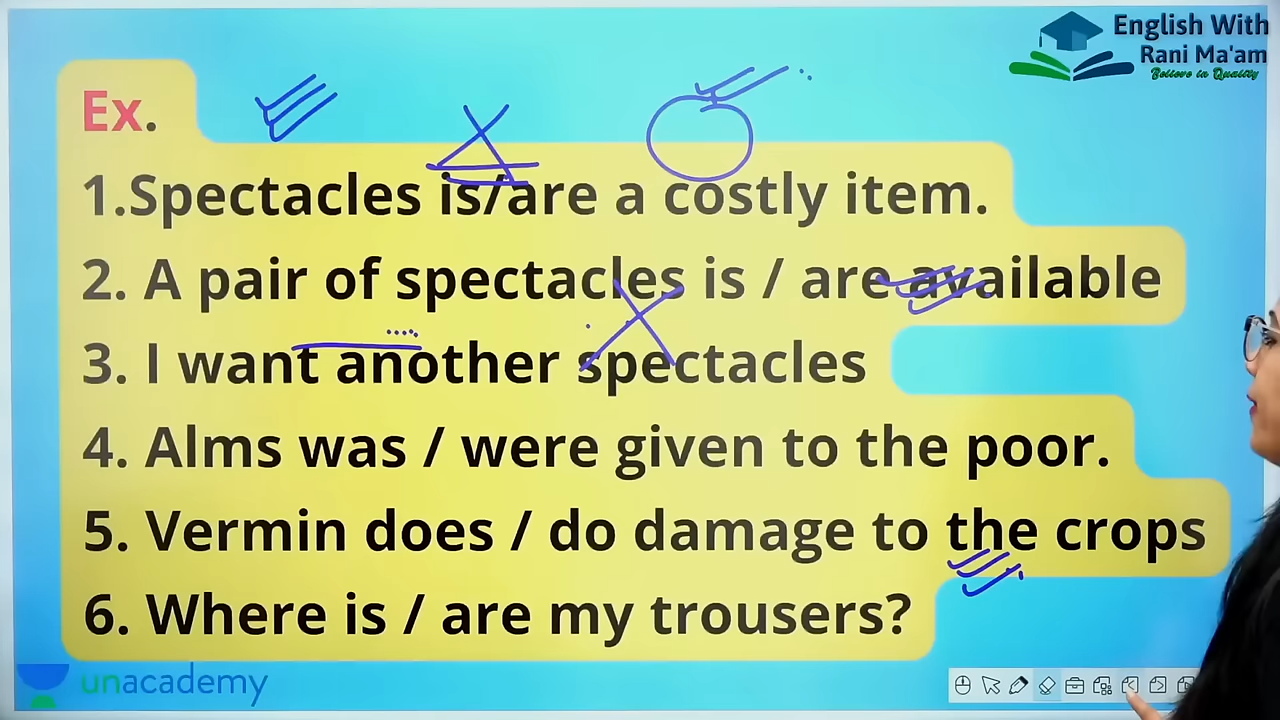 English With
Rani Ma'am
Believe in Quality
Ex.
1.Spectacles is/are a costly item.
2. A pair of spectacles is / are available
3. I want another spectacles
4. Alms was / were given to the poor.
5. Vermin does / do damage to the crops
6. Where is / are my trousers?
unacademy